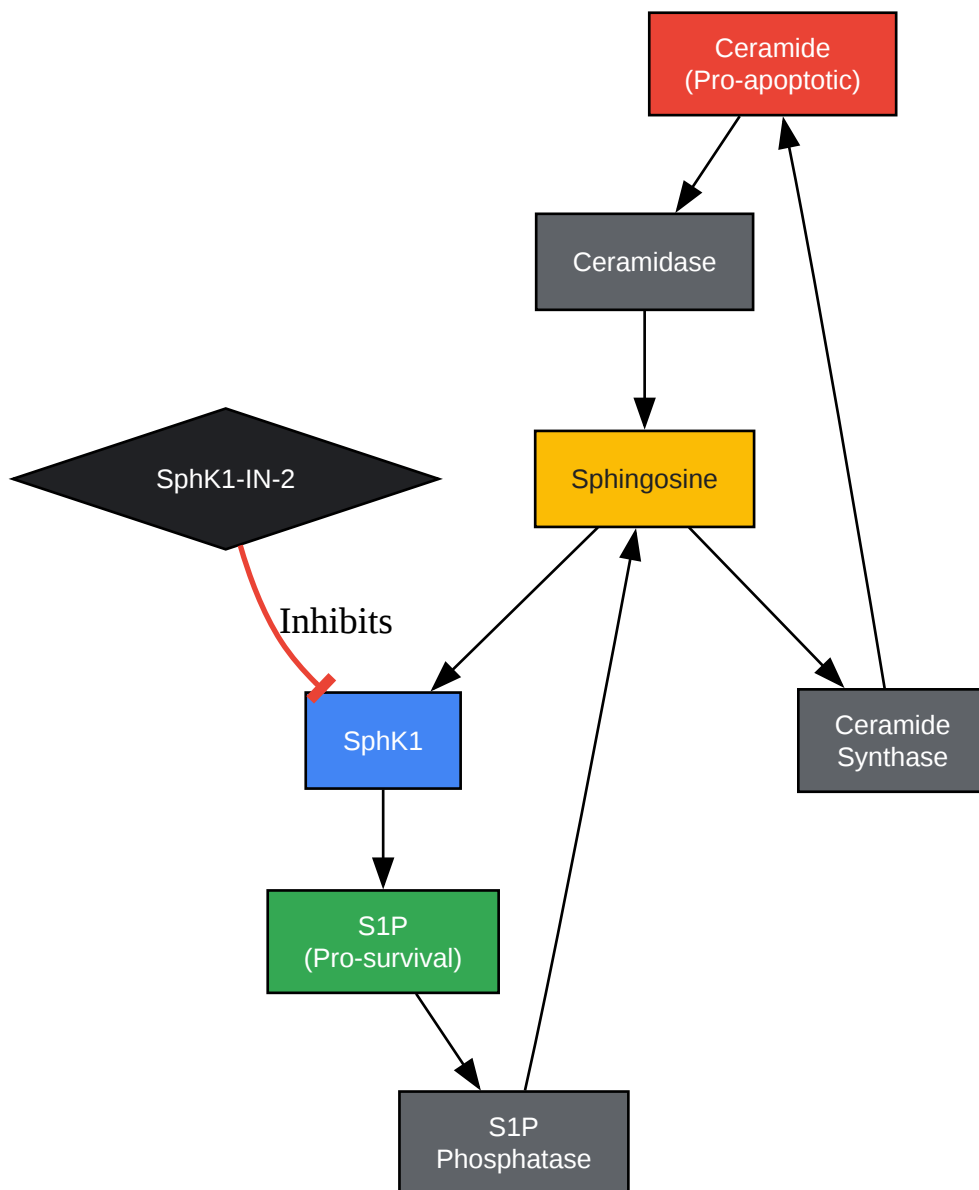 Ceramide
(Pro-apoptotic)
Ceramidase
SphK1-IN-2
Sphingosine
Inhibits
SphK1
Ceramide
Synthase
S1P
(Pro-survival)
S1P
Phosphatase